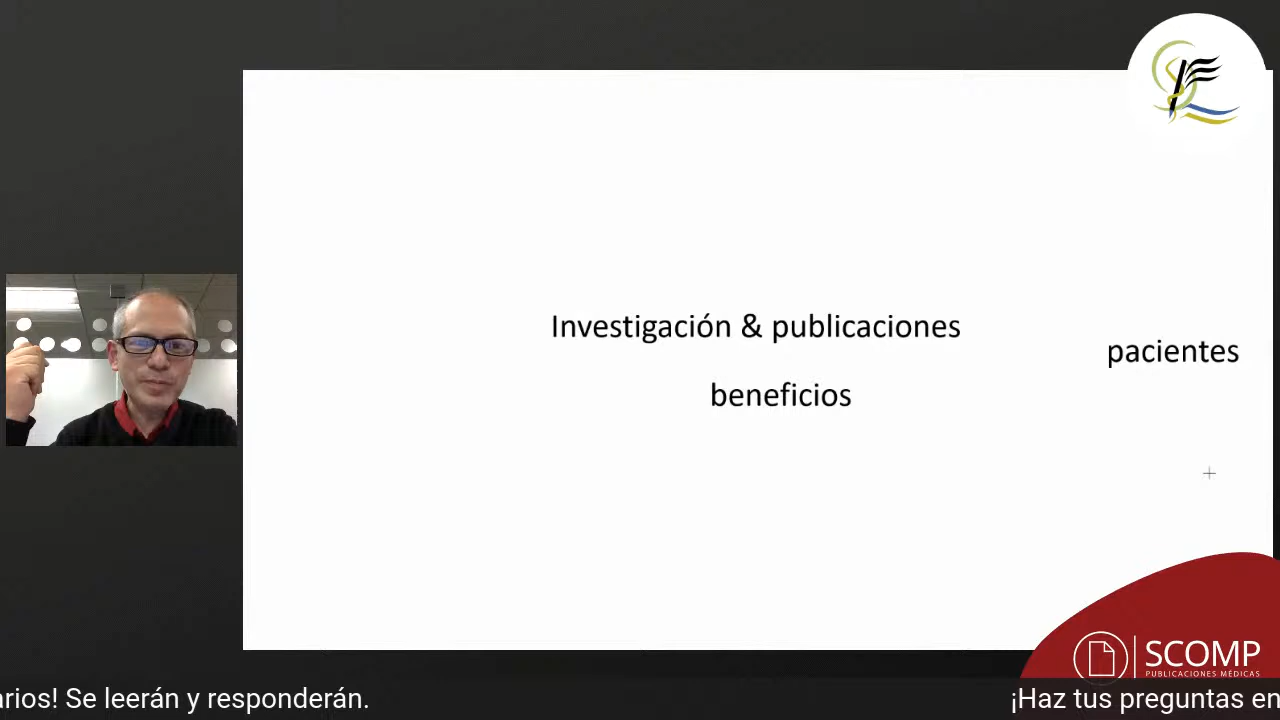 Investigación & publicaciones
pacientes
beneficios
SCOMP
PUBLICACIONES MÉDICAS
arios! Se leerán y responderán.
¡Haz tus preguntas en